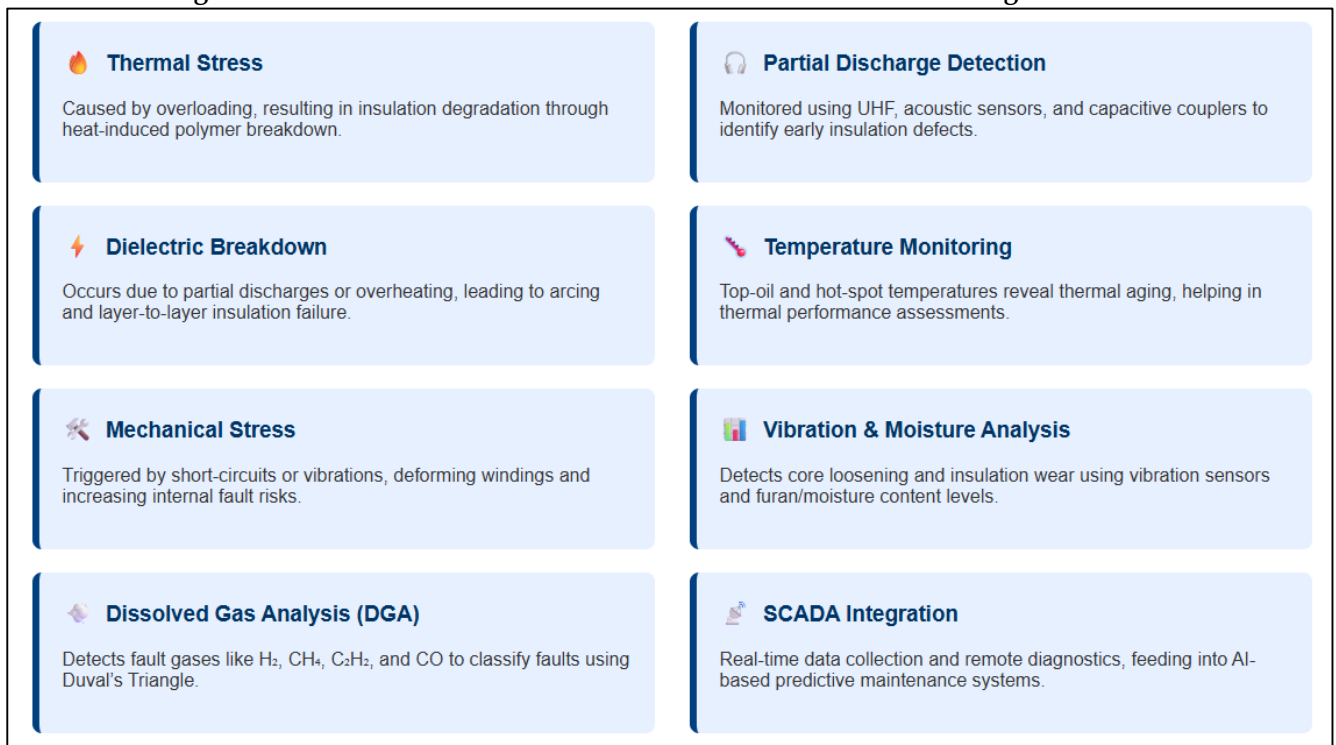 Thermal Stress
Caused by overloading, resulting in insulation degradation through
heat-induced polymer breakdown.
Partial Discharge Detection
Monitored using UHF, acoustic sensors, and capacitive couplers to
identify early insulation defects.
Dielectric Breakdown
Occurs due to partial discharges or overheating, leading to arcing
and layer-to-layer insulation failure.
Temperature Monitoring
Top-oil and hot-spot temperatures reveal thermal aging, helping in
thermal performance assessments.
Mechanical Stress
Triggered by short-circuits or vibrations, deforming windings and
increasing internal fault risks.
Vibration & Moisture Analysis
Detects core loosening and insulation wear using vibration sensors
and furan/moisture content levels.
Dissolved Gas Analysis (DGA)
Detects fault gases like H₂, CH₄, C₂H₂, and CO to classify faults using
Duval’s Triangle.
SCADA Integration
Real-time data collection and remote diagnostics, feeding into AI-
based predictive maintenance systems.